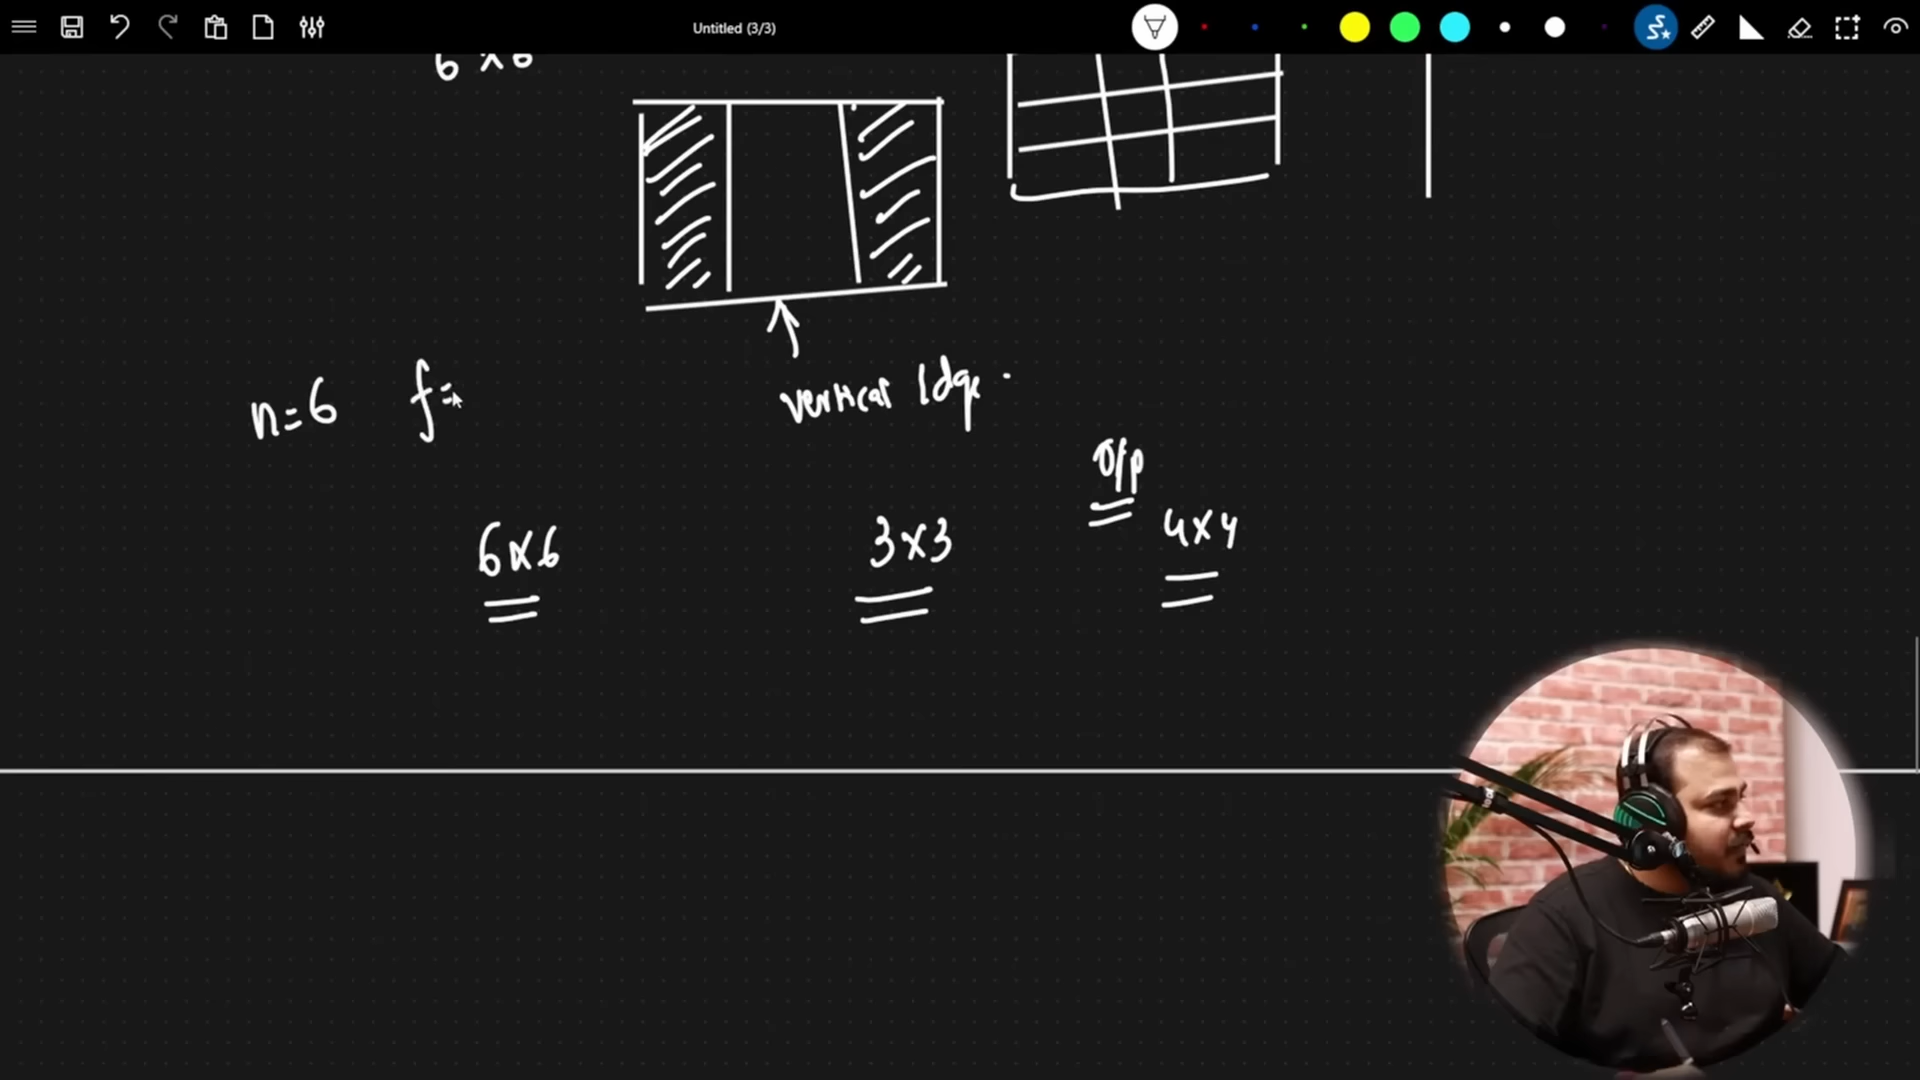 Untitled (3/3)
6 x 6
n=6 f=
vertical Edge.
O/p
6x6 3x3 4x4